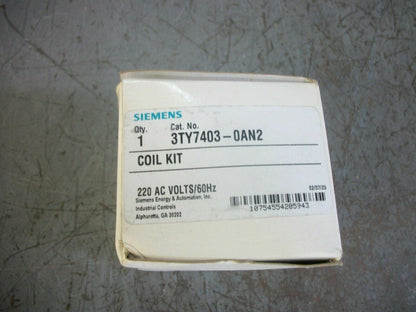 SIEMENS
Qty. Cat. No.
1 3TY7403-0AN2
COIL KIT
220 AC VOLTS/60Hz
Siemens Energy & Automation, Inc.
Industrial Controls
Alpharetta, GA 30202
10754554205943